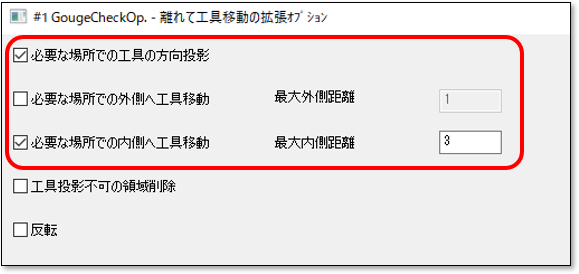 #1 GougeCheckOp. - 離れて工具移動の拡張ｵﾌﾟｼｮﾝ
必要な場所での工具の方向投影
必要な場所での外側へ工具移動 最大外側距離 1
必要な場所での内側へ工具移動 最大内側距離 3
工具投影不可の領域削除
反転